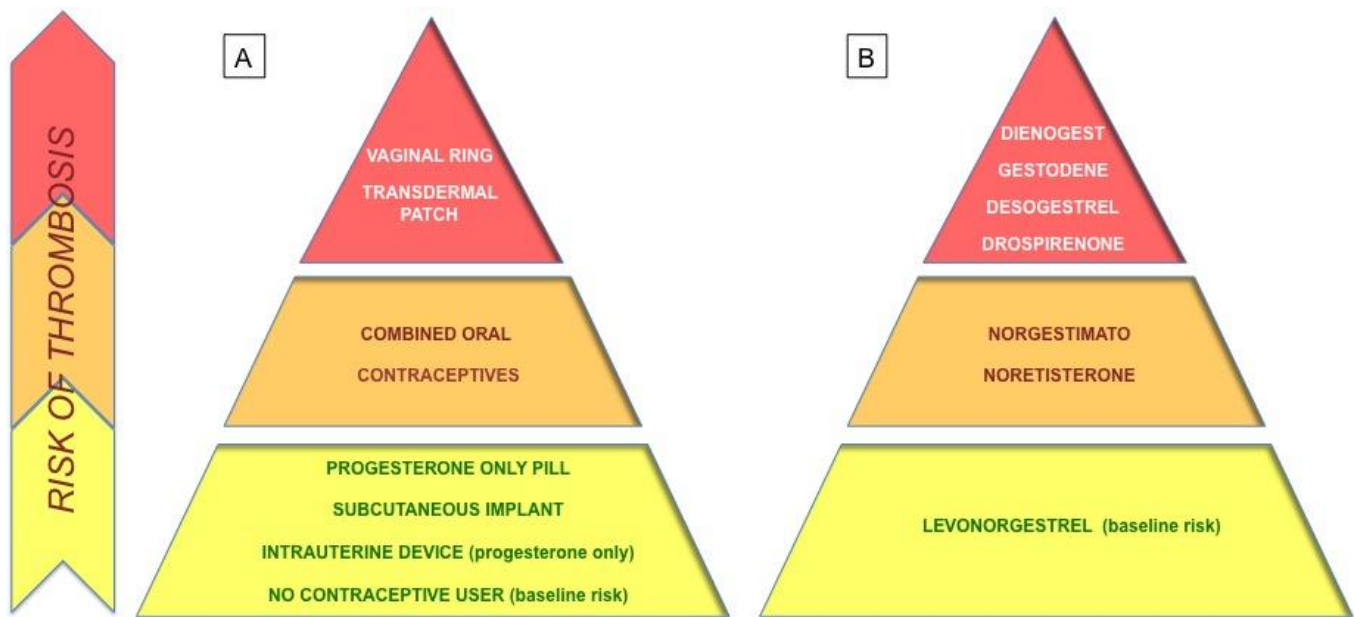 RISK OF THROMBOSIS
A
VAGINAL RING
TRANSDERMAL
PATCH
COMBINED ORAL
CONTRACEPTIVES
PROGESTERONE ONLY PILL
SUBCUTANEOUS IMPLANT
INTRAUTERINE DEVICE (progesterone only)
NO CONTRACEPTIVE USER (baseline risk)
B
DIENOGEST
GESTODENE
DESOGESTREL
DROSPIRENONE
NORGESTIMATO
NORETISTERONE
LEVONORGESTREL (baseline risk)